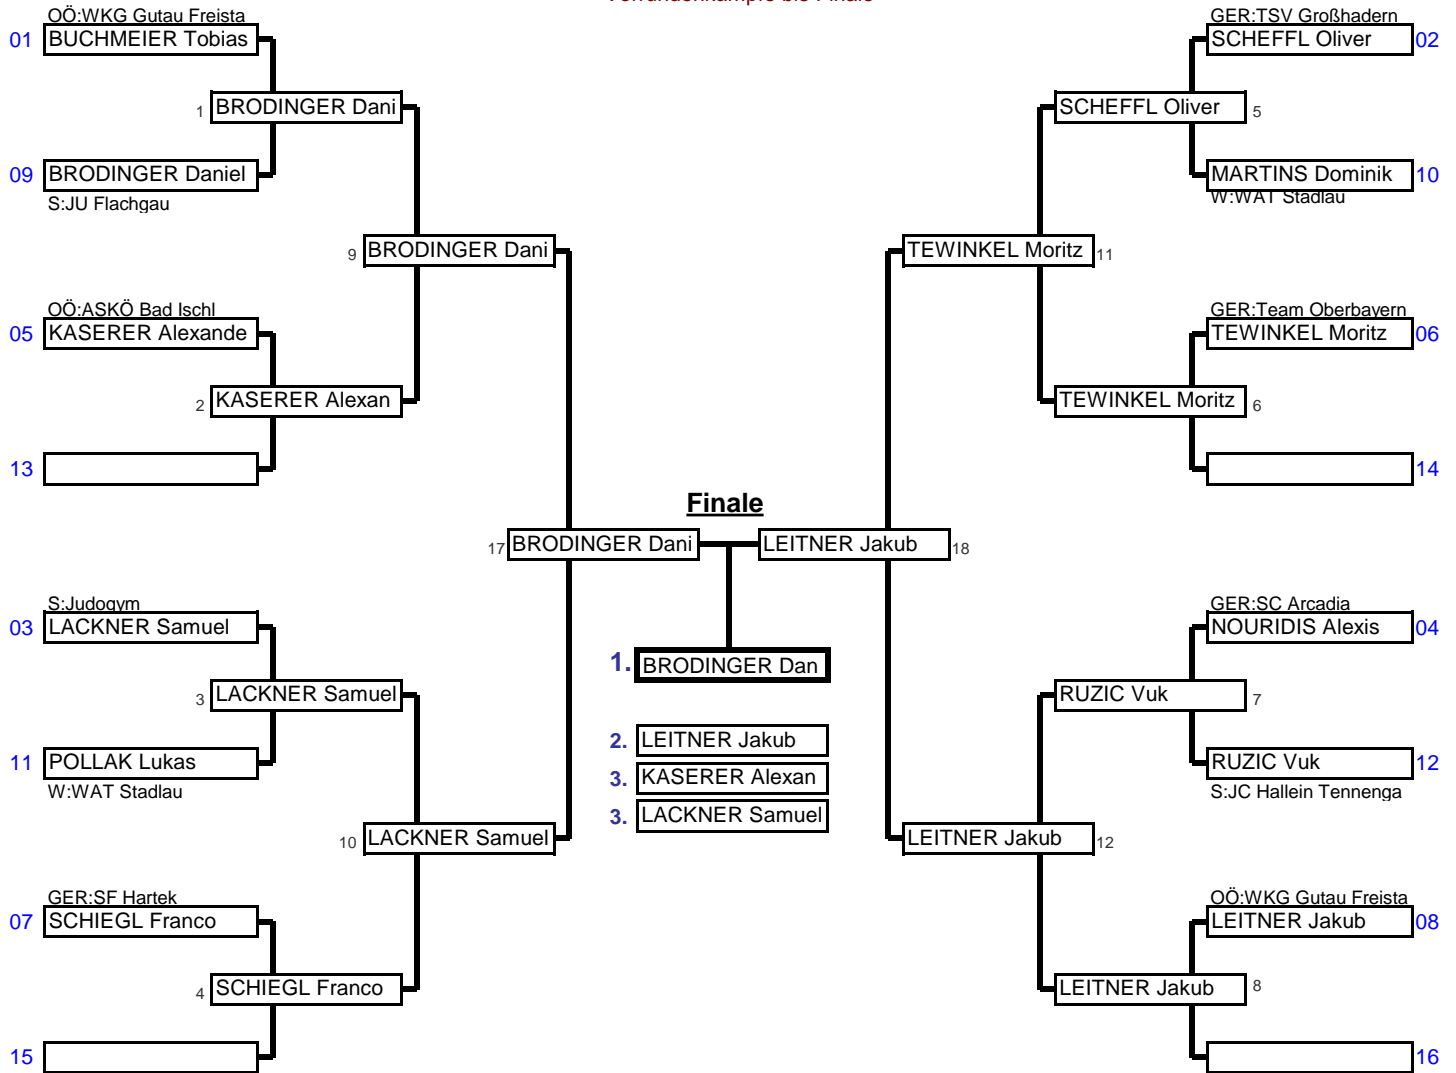 Vorrundenkämpfe bis Finale
OÖ:WKG Gutau Freista
01 BUCHMEIER Tobias
1 BRODINGER Dani
09 BRODINGER Daniel
S:JU Flachgau
9 BRODINGER Dani
OÖ:ASKÖ Bad Ischl
05 KASERER Alexande
2 KASERER Alexan
13
17 BRODINGER Dani
S:Judogym
03 LACKNER Samuel
3 LACKNER Samuel
11 POLLAK Lukas
W:WAT Stadlau
10 LACKNER Samuel
GER:SF Hartek
07 SCHIEGL Franco
4 SCHIEGL Franco
15
Finale
1. BRODINGER Dan
2. LEITNER Jakub
3. KASERER Alexan
3. LACKNER Samuel
GER:TSV Großhadern
SCHEFFL Oliver 02
SCHEFFL Oliver 5
MARTINS Dominik 10
W:WAT Stadlau
TEWINKEL Moritz 11
GER:Team Oberbayern
TEWINKEL Moritz 06
TEWINKEL Moritz 6
14
LEITNER Jakub 18
GER:SC Arcadia
NOURIDIS Alexis 04
RUZIC Vuk 7
RUZIC Vuk 12
S:JC Hallein Tennenga
LEITNER Jakub 12
OÖ:WKG Gutau Freista
LEITNER Jakub 08
LEITNER Jakub 8
16